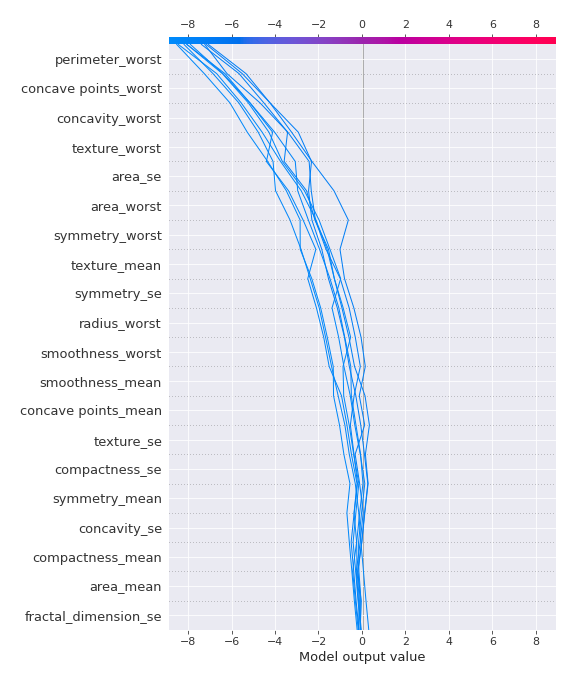 −8 −6 −4 −2 0 2 4 6 8
perimeter_worst
concave points_worst
concavity_worst
texture_worst
area_se
area_worst
symmetry_worst
texture_mean
symmetry_se
radius_worst
smoothness_worst
smoothness_mean
concave points_mean
texture_se
compactness_se
symmetry_mean
concavity_se
compactness_mean
area_mean
fractal_dimension_se
−8 −6 −4 −2 0 2 4 6 8
Model output value